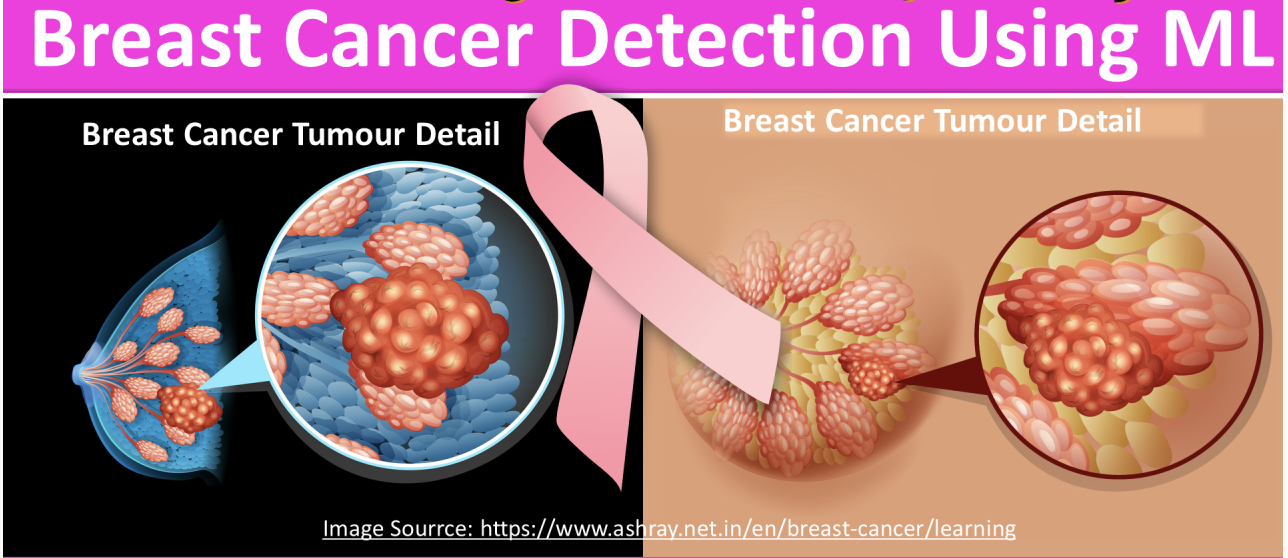 Breast Cancer Detection Using ML
Breast Cancer Tumour Detail
Breast Cancer Tumour Detail
Image Sourrce: https://www.ashray.net.in/en/breast-cancer/learning